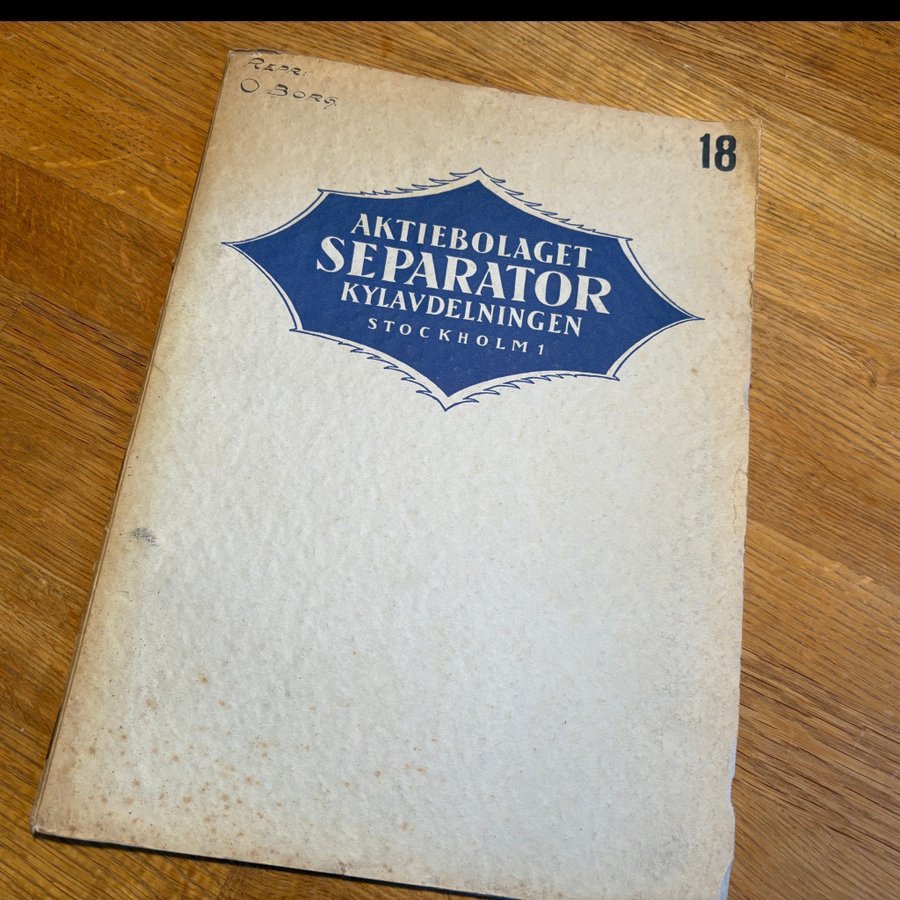 REPR:
O. BORG.
18
AKTIEBOLAGET
SEPARATOR
KYLAVDELNINGEN
STOCKHOLM 1